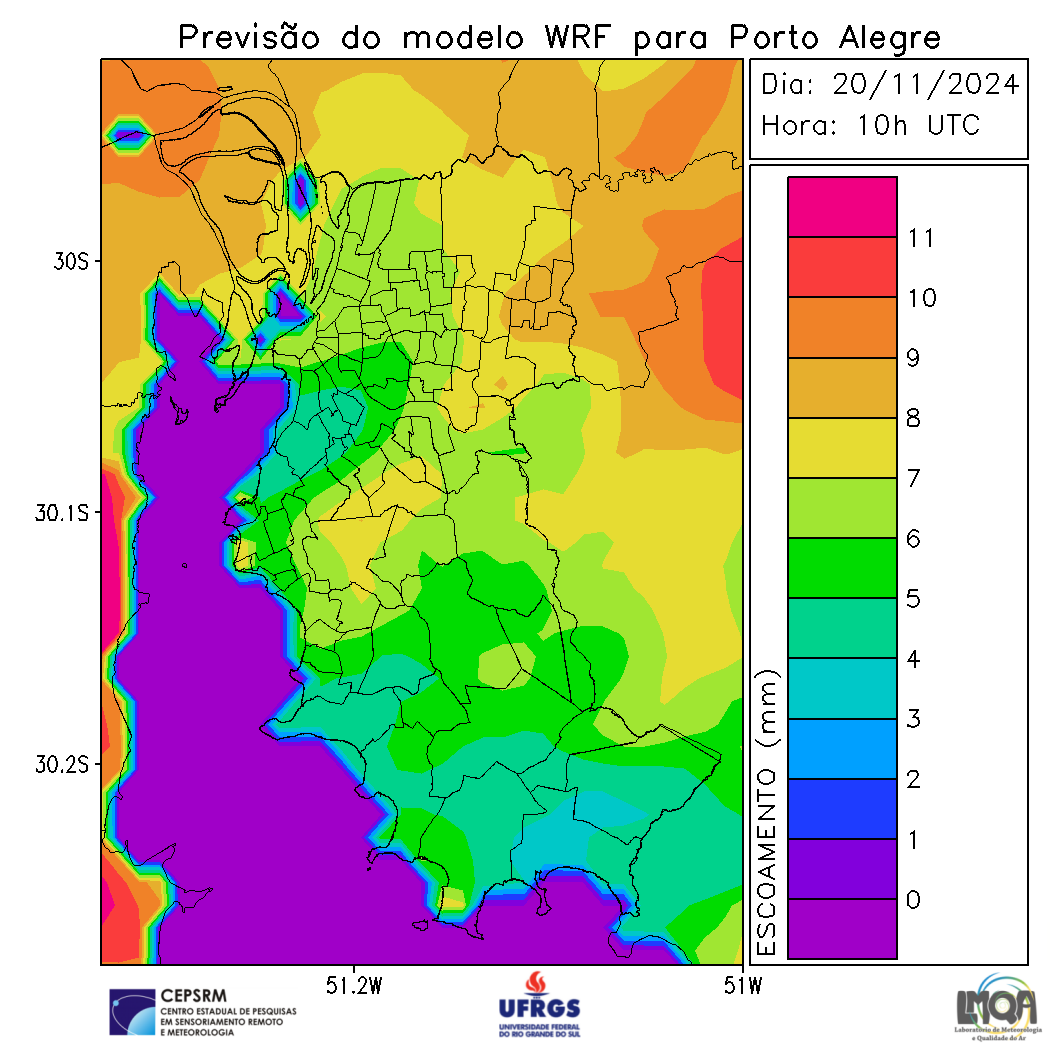 Previsão do modelo WRF para Porto Alegre
Dia: 20/11/2024
Hora: 10h UTC
11
10
9
8
7
6
5
4
3
2
1
0
ESCOAMENTO (mm)
30S
30.1S
30.2S
51.2W
51W
CEPSRM
CENTRO ESTADUAL DE PESQUISAS
EM SENSORIAMENTO REMOTO
E METEOROLOGIA
UFRGS
UNIVERSIDADE FEDERAL
DO RIO GRANDE DO SUL
LMQA
Laboratório de Meteorologia
e Qualidade do Ar